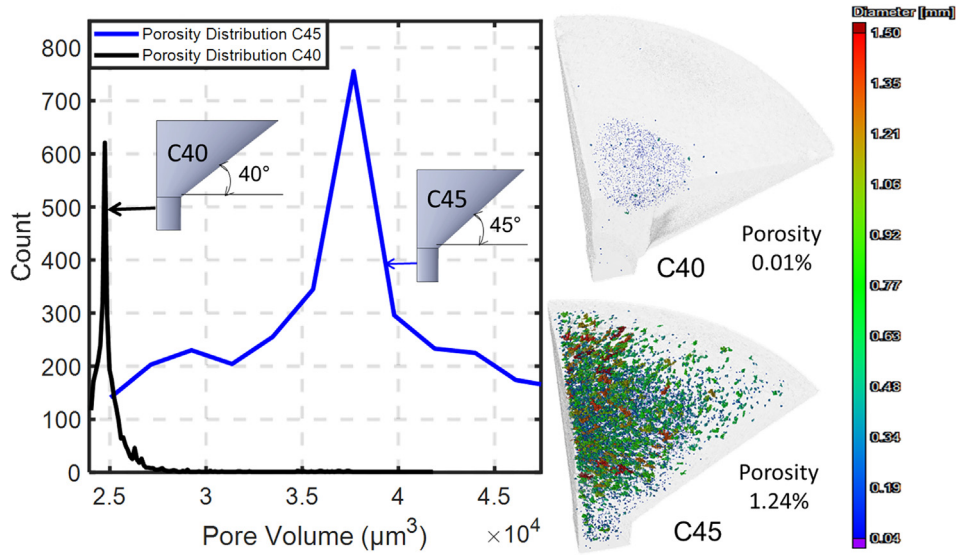 Porosity Distribution C45
Porosity Distribution C40
800
700
600
500
400
300
200
100
0
2.5
3
3.5
4
4.5
Count
Pore Volume (μm³)
×10⁴
C40
40°
C45
45°
C40
Porosity
0.01%
C45
Porosity
1.24%
Diameter [mm]
1.50
1.35
1.21
1.06
0.92
0.77
0.63
0.48
0.34
0.19
0.04